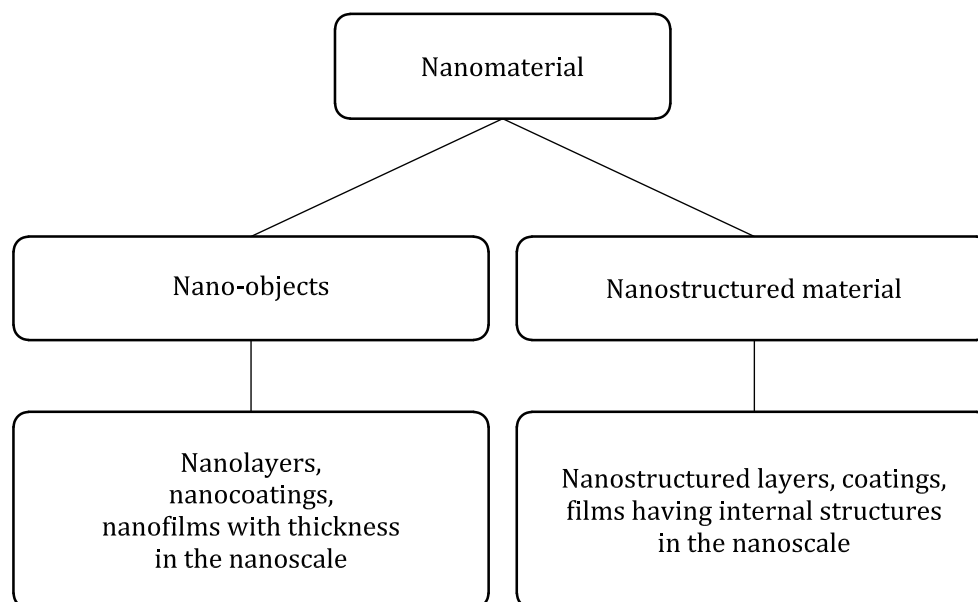 Nanomaterial
Nano-objects
Nanostructured material
Nanolayers,
nanocoatings,
nanofilms with thickness
in the nanoscale
Nanostructured layers, coatings,
films having internal structures
in the nanoscale